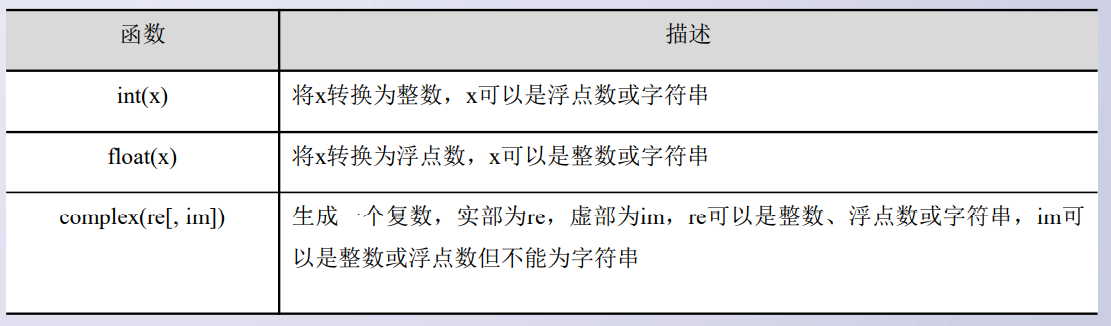 函数 描述
int(x) 将x转换为整数，x可以是浮点数或字符串
float(x) 将x转换为浮点数，x可以是整数或字符串
complex(re[, im]) 生成一个复数，实部为re，虚部为im，re可以是整数、浮点数或字符串，im可
以是整数或浮点数但不能为字符串